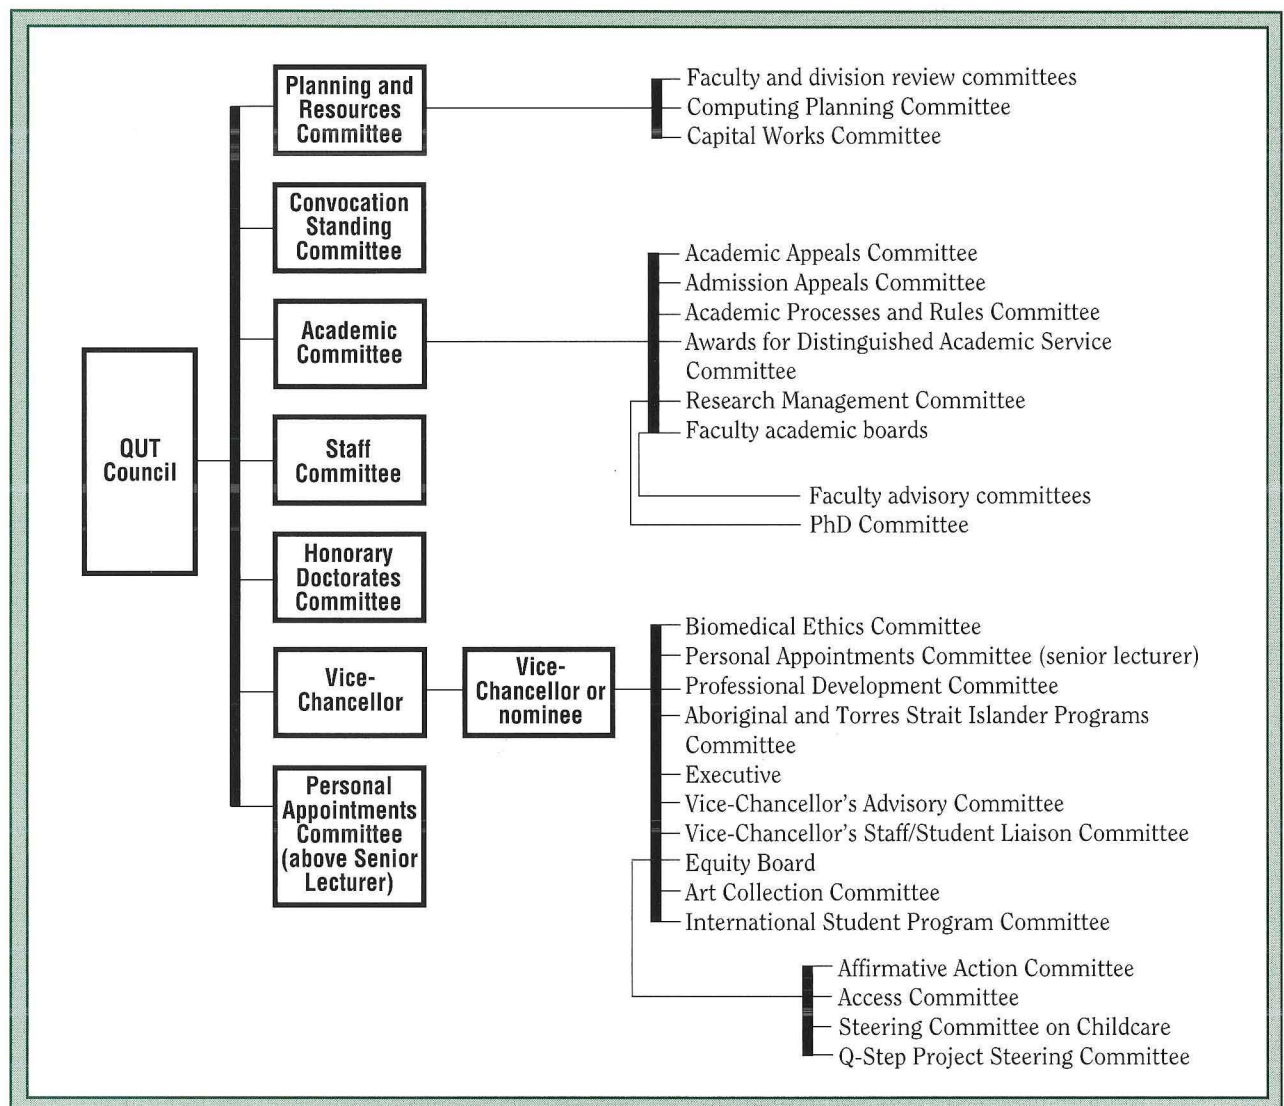 Planning and
Resources
Committee
Faculty and division review committees
Computing Planning Committee
Capital Works Committee
Convocation
Standing
Committee
Academic
Committee
Academic Appeals Committee
Admission Appeals Committee
Academic Processes and Rules Committee
Awards for Distinguished Academic Service
Committee
Research Management Committee
Faculty academic boards
Faculty advisory committees
PhD Committee
QUT
Council
Staff
Committee
Honorary
Doctorates
Committee
Vice-
Chancellor
Vice-
Chancellor or
nominee
Biomedical Ethics Committee
Personal Appointments Committee (senior lecturer)
Professional Development Committee
Aboriginal and Torres Strait Islander Programs
Committee
Executive
Vice-Chancellor's Advisory Committee
Vice-Chancellor's Staff/Student Liaison Committee
Equity Board
Art Collection Committee
International Student Program Committee
Personal
Appointments
Committee
(above Senior
Lecturer)
Affirmative Action Committee
Access Committee
Steering Committee on Childcare
Q-Step Project Steering Committee